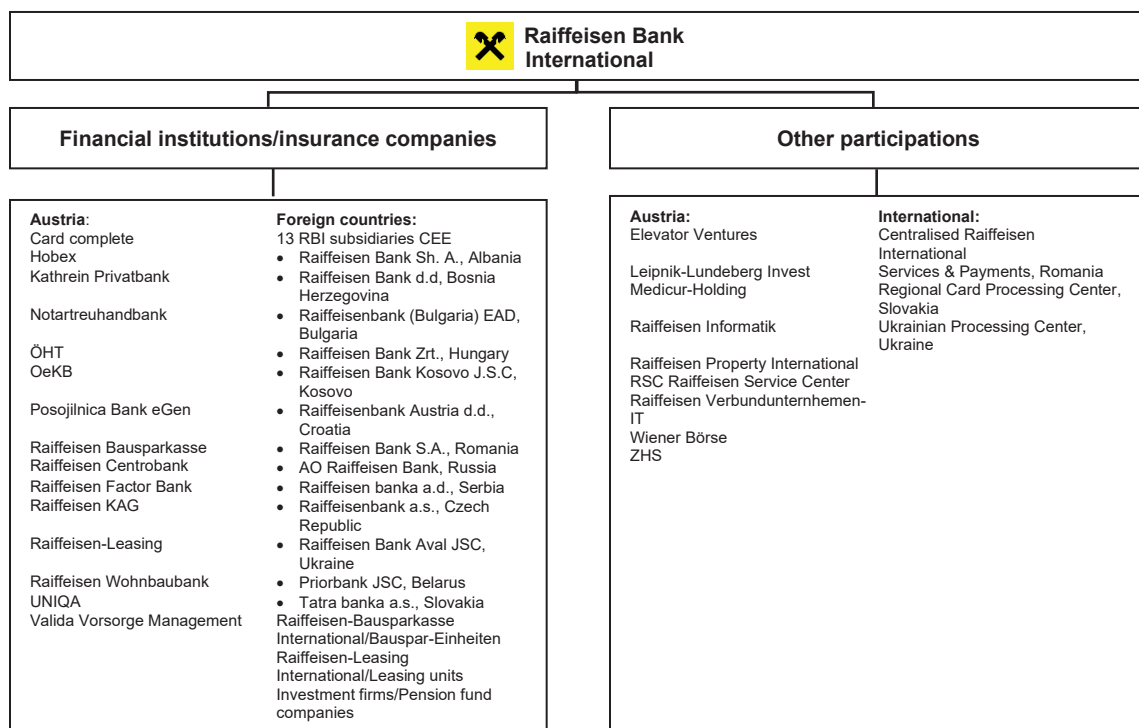 Raiffeisen Bank
International
Financial institutions/insurance companies
Other participations
Austria:
Card complete
Hobex
Kathrein Privatbank
Notartreuhandbank
ÖHT
OeKB
Posojilnica Bank eGen
Raiffeisen Bausparkasse
Raiffeisen Centrobank
Raiffeisen Factor Bank
Raiffeisen KAG
Raiffeisen-Leasing
Raiffeisen Wohnbaubank
UNIQA
Valida Vorsorge Management
Foreign countries:
13 RBI subsidiaries CEE
• Raiffeisen Bank Sh. A., Albania
• Raiffeisen Bank d.d, Bosnia
Herzegovina
• Raiffeisenbank (Bulgaria) EAD,
Bulgaria
• Raiffeisen Bank Zrt., Hungary
• Raiffeisen Bank Kosovo J.S.C,
Kosovo
• Raiffeisenbank Austria d.d.,
Croatia
• Raiffeisen Bank S.A., Romania
• AO Raiffeisen Bank, Russia
• Raiffeisen banka a.d., Serbia
• Raiffeisenbank a.s., Czech
Republic
• Raiffeisen Bank Aval JSC,
Ukraine
• Priorbank JSC, Belarus
• Tatra banka a.s., Slovakia
Raiffeisen-Bausparkasse
International/Bauspar-Einheiten
Raiffeisen-Leasing
International/Leasing units
Investment firms/Pension fund
companies
Austria:
Elevator Ventures
Leipnik-Lundeberg Invest
Medicur-Holding
Raiffeisen Informatik
Raiffeisen Property International
RSC Raiffeisen Service Center
Raiffeisen Verbundunternhemen-
IT
Wiener Börse
ZHS
International:
Centralised Raiffeisen
International
Services & Payments, Romania
Regional Card Processing Center,
Slovakia
Ukrainian Processing Center,
Ukraine